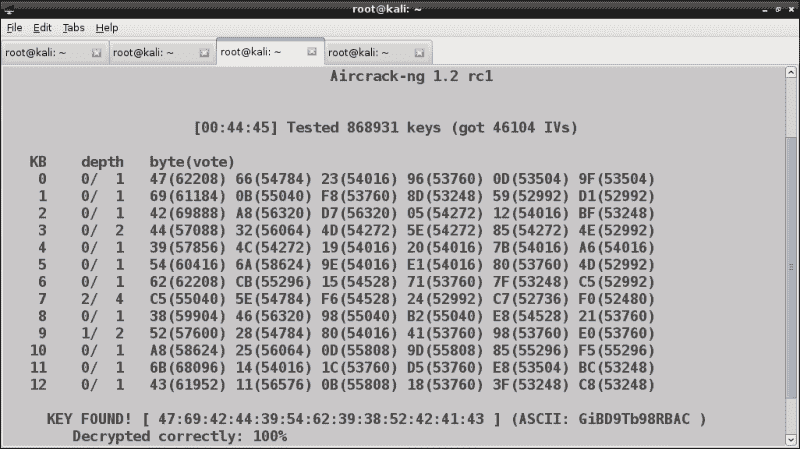 root@kali: ~
File Edit Tabs Help
root@kali: ~ root@kali: ~ root@kali: ~ root@kali: ~
Aircrack-ng 1.2 rc1
[00:44:45] Tested 868931 keys (got 46104 IVs)
KB depth byte(vote)
0 0/ 1 47(62208) 66(54784) 23(54016) 96(53760) 0D(53504) 9F(53504)
1 0/ 1 69(61184) 0B(55040) F8(53760) 8D(53248) 59(52992) D1(52992)
2 0/ 1 42(69888) A8(56320) D7(56320) 05(54272) 12(54016) BF(53248)
3 0/ 2 44(57088) 32(56064) 4D(54272) 5E(54272) 85(54272) 4E(52992)
4 0/ 1 39(57856) 4C(54272) 19(54016) 20(54016) 7B(54016) A6(54016)
5 0/ 1 54(60416) 6A(58624) 9E(54016) E1(54016) 80(53760) 4D(52992)
6 0/ 1 62(62208) CB(55296) 15(54528) 71(53760) 7F(53248) C5(52992)
7 2/ 4 C5(55040) 5E(54784) F6(54528) 24(52992) C7(52736) F0(52480)
8 0/ 1 38(59904) 46(56320) 98(55040) B2(55040) E8(54528) 21(53760)
9 1/ 2 52(57600) 28(54784) 80(54016) 41(53760) 98(53760) E0(53760)
10 0/ 1 A8(58624) 25(56064) 0D(55808) 9D(55808) 85(55296) F5(55296)
11 0/ 1 6B(68096) 14(54016) 1C(53760) D5(53760) E8(53504) BC(53248)
12 0/ 1 43(61952) 11(56576) 0B(55808) 18(53760) 3F(53248) C8(53248)
KEY FOUND! [ 47:69:42:44:39:54:62:39:38:52:42:41:43 ] (ASCII: GiBD9Tb98RBAC )
Decrypted correctly: 100%